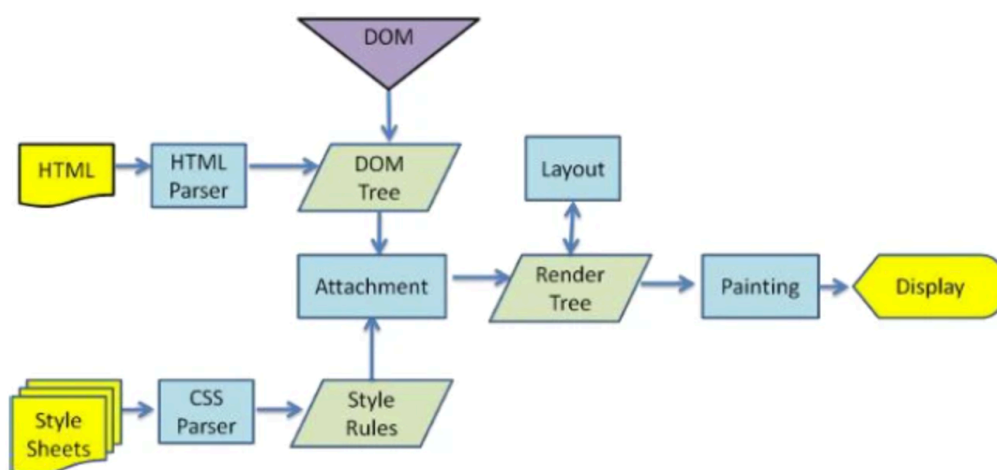 DOM
HTML
HTML
Parser
DOM
Tree
Layout
Attachment
Render
Tree
Painting
Display
Style
Sheets
CSS
Parser
Style
Rules